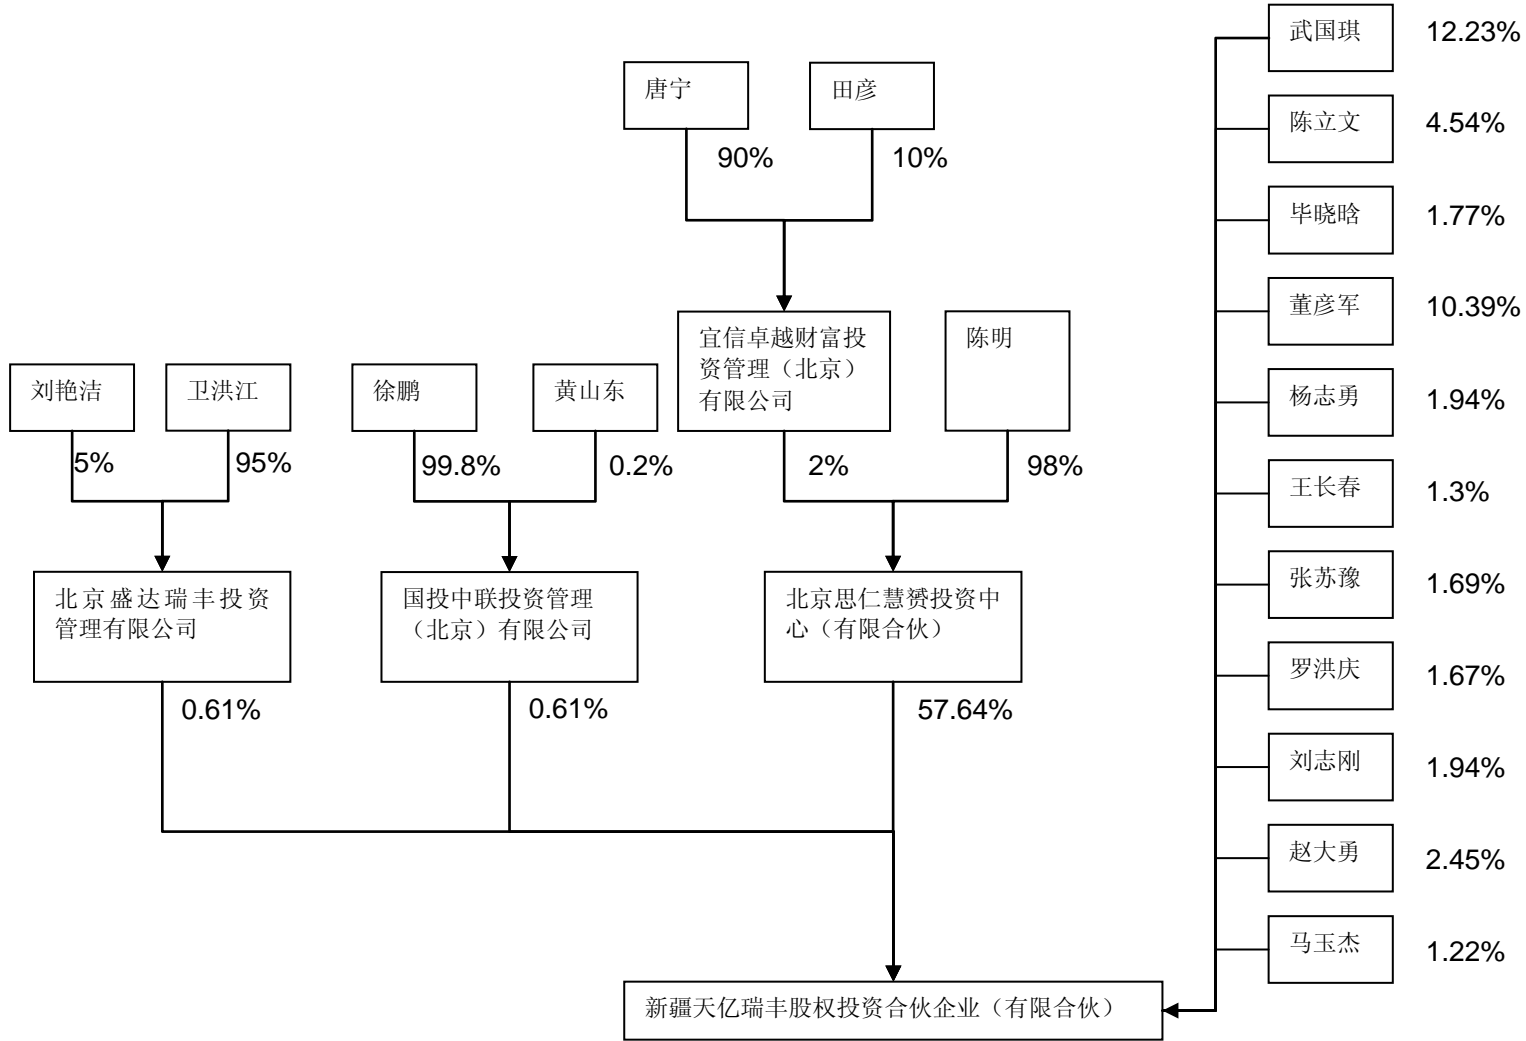 武国琪 12.23%
唐宁
田彦
陈立文 4.54%
90%
10%
毕晓晗 1.77%
董彦军 10.39%
宜信卓越财富投
资管理（北京）
有限公司
陈明
刘艳洁
卫洪江
徐鹏
黄山东
杨志勇 1.94%
5%
95%
99.8%
0.2%
2%
98%
王长春 1.3%
张苏豫 1.69%
北京盛达瑞丰投资
管理有限公司
国投中联投资管理
（北京）有限公司
北京思仁慧赟投资中
心（有限合伙）
罗洪庆 1.67%
0.61%
0.61%
57.64%
刘志刚 1.94%
赵大勇 2.45%
马玉杰 1.22%
新疆天亿瑞丰股权投资合伙企业（有限合伙）